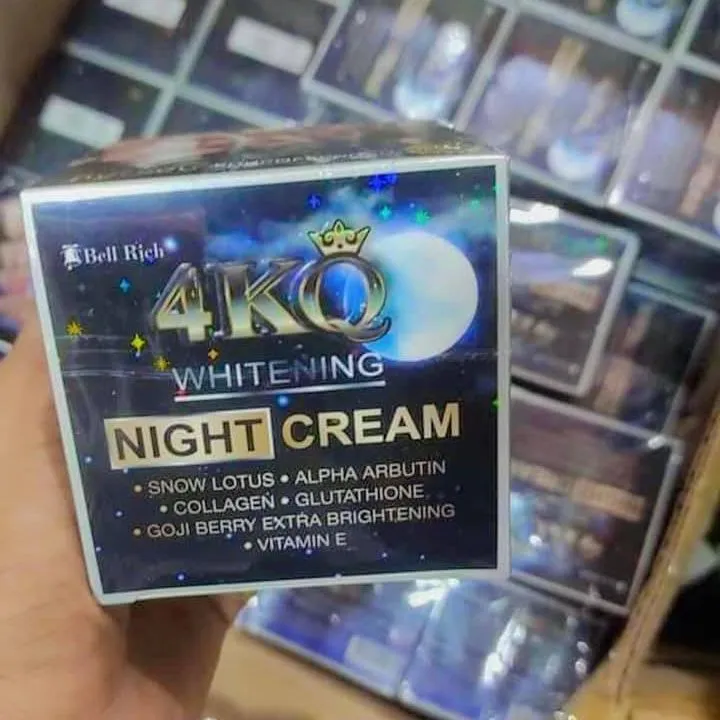 Bell Rich
4KQ
WHITENING
NIGHT CREAM
• SNOW LOTUS • ALPHA ARBUTIN
• COLLAGEN • GLUTATHIONE
• GOJI BERRY EXTRA BRIGHTENING
• VITAMIN E